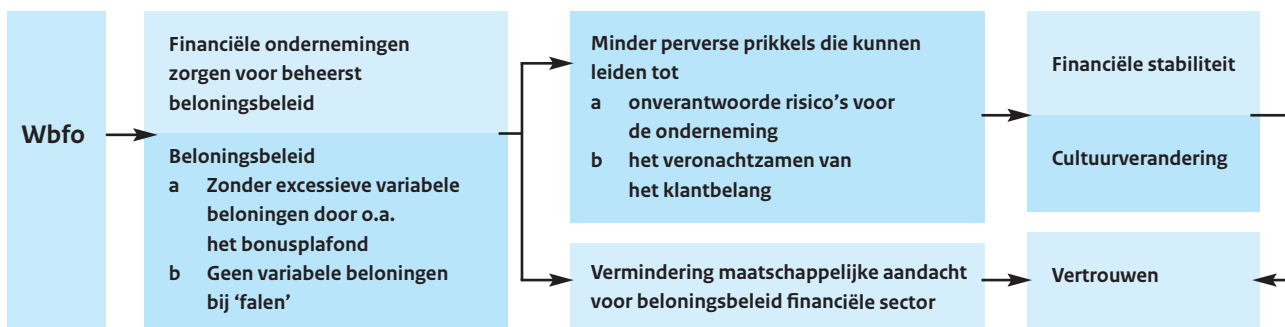 Wbfo
Financiële ondernemingen
zorgen voor beheerst
beloningsbeleid
Beloningsbeleid
a Zonder excessieve variabele
beloningen door o.a.
het bonusplafond
b Geen variabele beloningen
bij ‘falen’
Minder perverse prikkels die kunnen
leiden tot
a onverantwoorde risico’s voor
de onderneming
b het veronachtzamen van
het klantbelang
Vermindering maatschappelijke aandacht
voor beloningsbeleid financiële sector
Financiële stabiliteit
Cultuurverandering
Vertrouwen